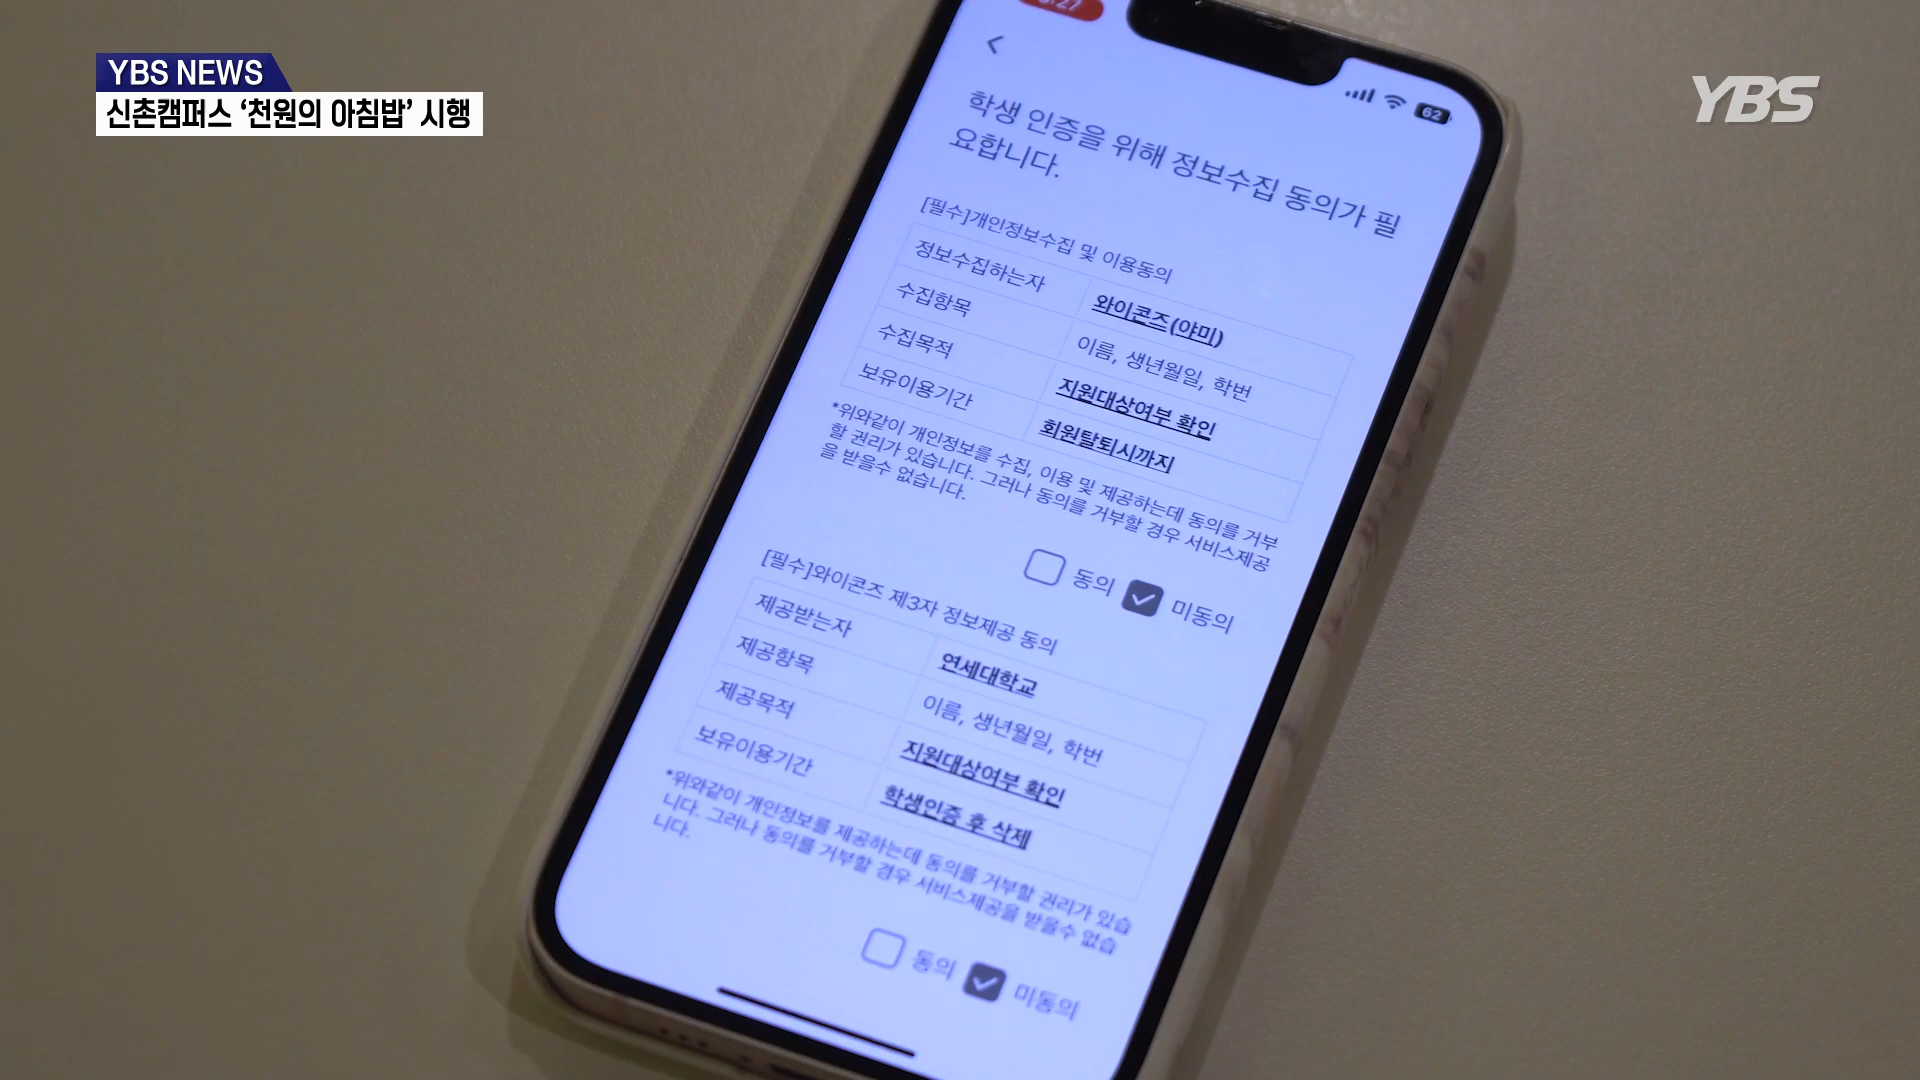 YBS NEWS
신촌캠퍼스 ‘천원의 아침밥’ 시행
YBS
62
학생 인증을 위해 정보수집 동의가 필
요합니다.
[필수]개인정보수집 및 이용동의
정보수집하는자 와이콘즈(야미)
수집항목 이름, 생년월일, 학번
수집목적 지원대상여부 확인
보유이용기간 회원탈퇴시까지
*위와같이 개인정보를 수집, 이용 및 제공하는데 동의를 거부
할 권리가 있습니다. 그러나 동의를 거부할 경우 서비스제공
을 받을수 없습니다.
동의 미동의
[필수]와이콘즈 제3자 정보제공 동의
제공받는자 연세대학교
제공항목 이름, 생년월일, 학번
제공목적 지원대상여부 확인
보유이용기간 학생인증 후 삭제
*위와같이 개인정보를 제공하는데 동의를 거부할 권리가 있습
니다. 그러나 동의를 거부할 경우 서비스제공을 받을수 없습
니다.
동의 미동의